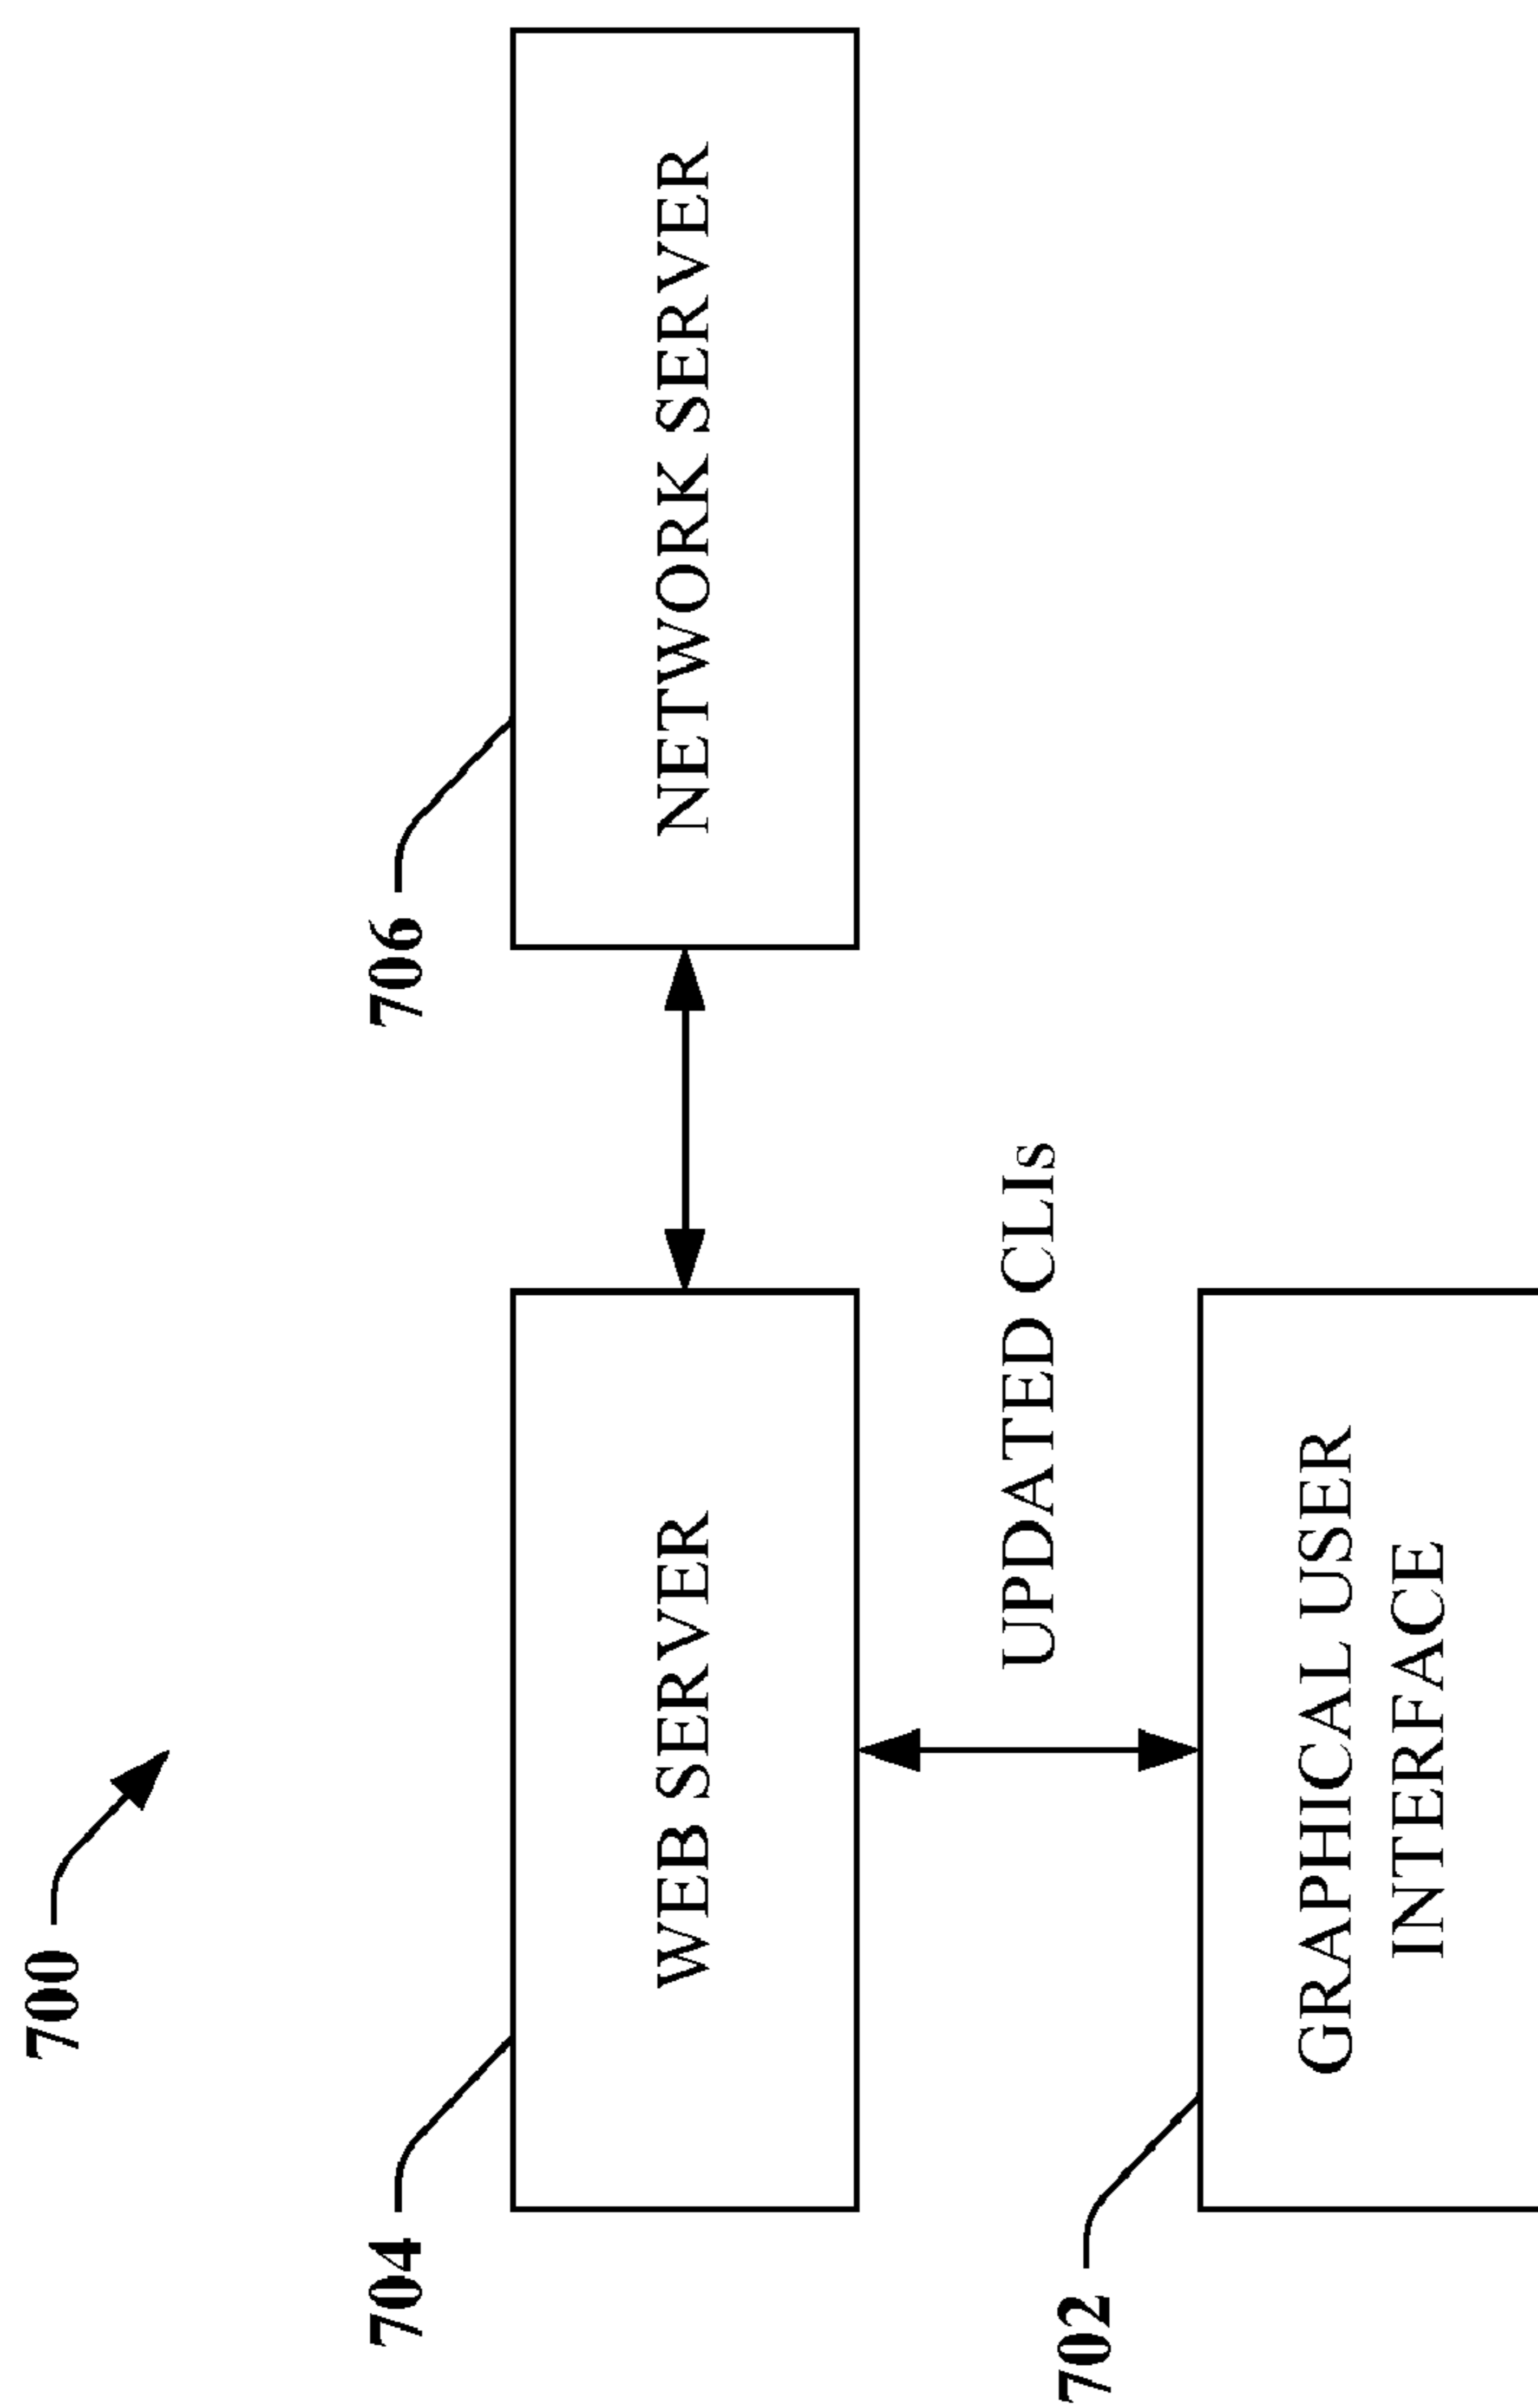 700
704
WEB SERVER
706
NETWORK SERVER
UPDATED CLIs
702
GRAPHICAL USER
INTERFACE